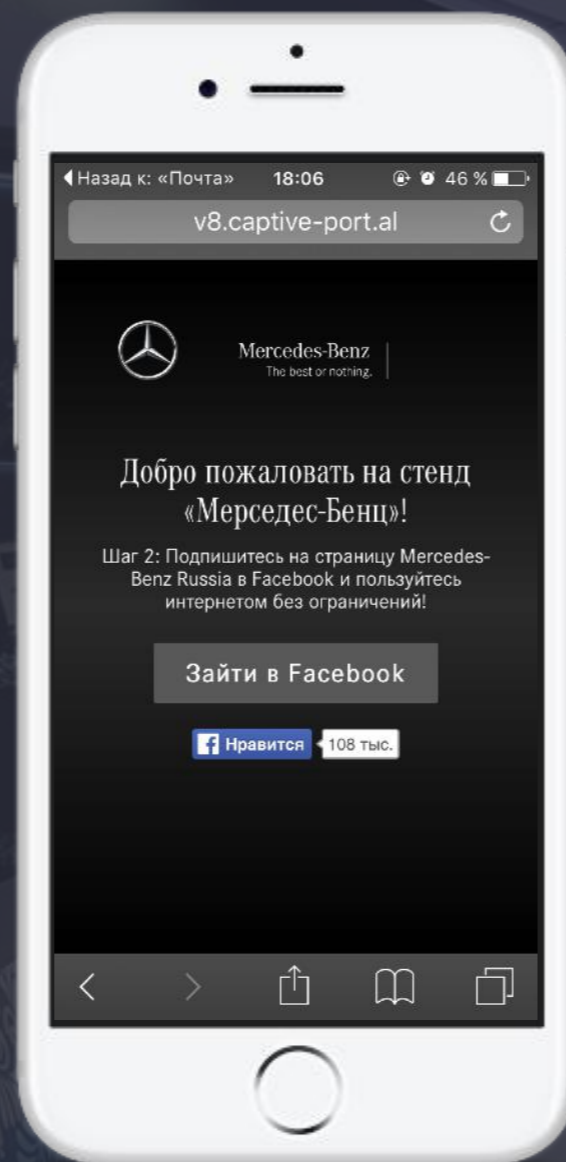 Назад к: «Почта» 18:06 46 %
v8.captive-port.al
Mercedes-Benz
The best or nothing.
Добро пожаловать на стенд
«Мерседес-Бенц»!
Шаг 2: Подпишитесь на страницу Mercedes-
Benz Russia в Facebook и пользуйтесь
интернетом без ограничений!
Зайти в Facebook
f Нравится 108 тыс.